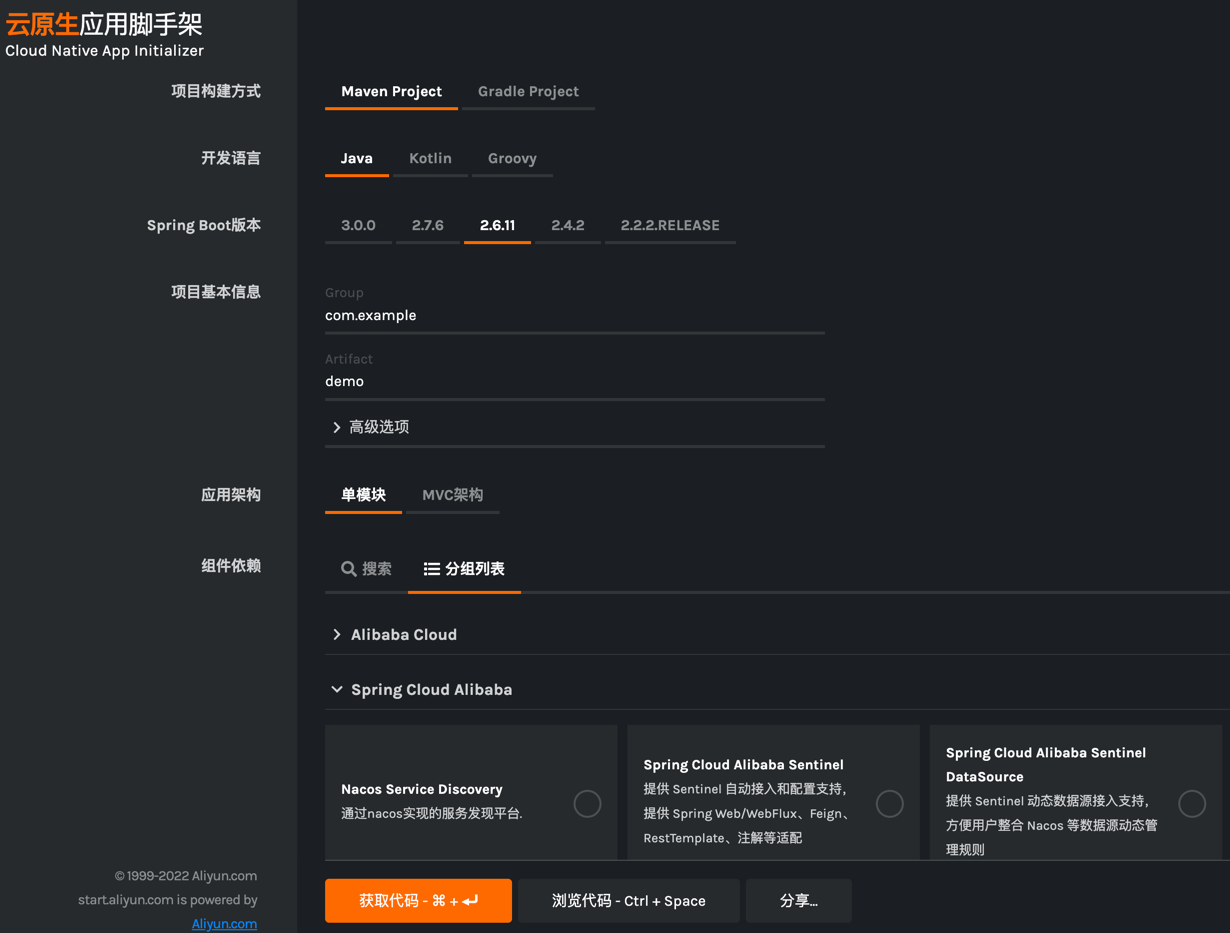 云原生应用脚手架
Cloud Native App Initializer
项目构建方式
Maven Project
Gradle Project
开发语言
Java
Kotlin
Groovy
Spring Boot版本
3.0.0
2.7.6
2.6.11
2.4.2
2.2.2.RELEASE
项目基本信息
Group
com.example
Artifact
demo
高级选项
应用架构
单模块
MVC架构
组件依赖
搜索
分组列表
Alibaba Cloud
Spring Cloud Alibaba
Nacos Service Discovery
通过nacos实现的服务发现平台.
Spring Cloud Alibaba Sentinel
提供 Sentinel 自动接入和配置支持，
提供 Spring Web/WebFlux、Feign、
RestTemplate、注解等适配
Spring Cloud Alibaba Sentinel
DataSource
提供 Sentinel 动态数据源接入支持，
方便用户整合 Nacos 等数据源动态管
理规则
© 1999-2022 Aliyun.com
start.aliyun.com is powered by
Aliyun.com
获取代码 - ⌘ + ↵
浏览代码 - Ctrl + Space
分享...